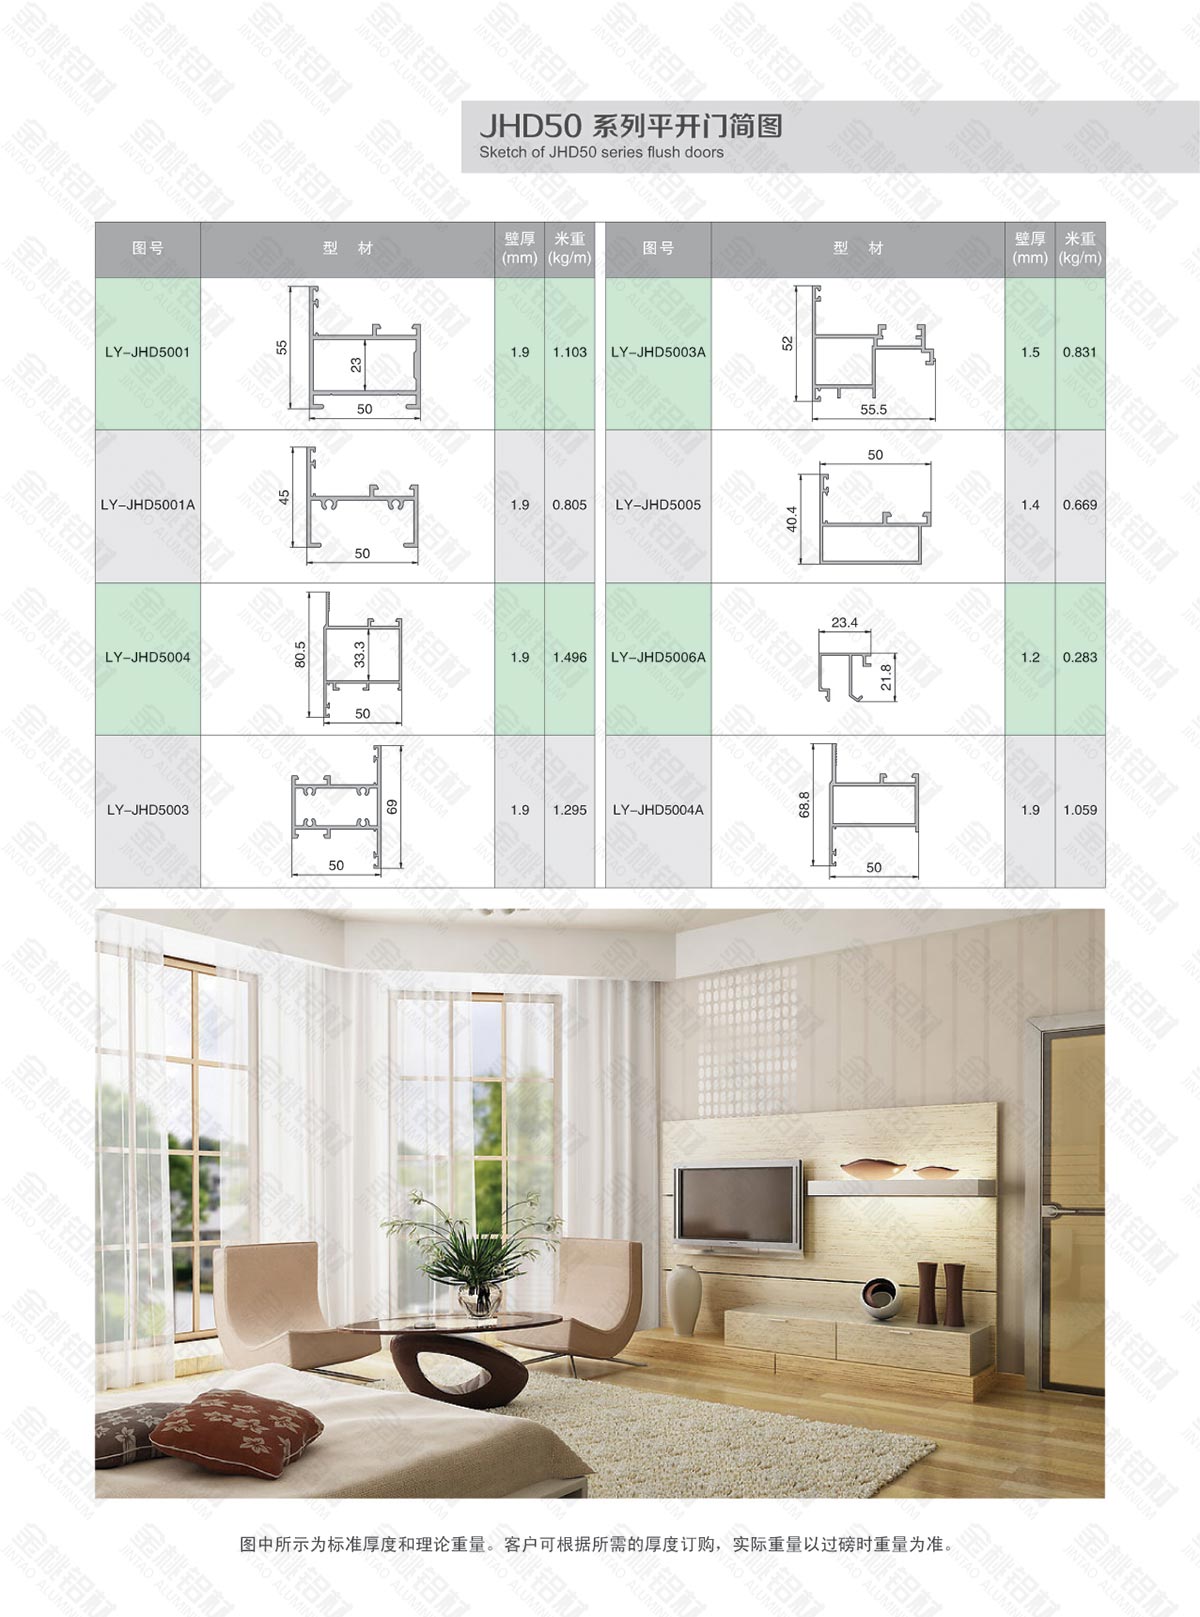 JHD50 系列平开门简图
Sketch of JHD50 series flush doors
图号 型 材 壁厚(mm) 米重(kg/m) 图号 型 材 壁厚(mm) 米重(kg/m)
LY-JHD5001 55 23 50 1.9 1.103
LY-JHD5003A 52 55.5 1.5 0.831
LY-JHD5001A 45 50 1.9 0.805
LY-JHD5005 50 40.4 1.4 0.669
LY-JHD5004 80.5 33.3 50 1.9 1.496
LY-JHD5006A 23.4 21.8 1.2 0.283
LY-JHD5003 69 50 1.9 1.295
LY-JHD5004A 68.8 50 1.9 1.059
图中所示为标准厚度和理论重量。客户可根据所需的厚度订购，实际重量以过磅时重量为准。
金桃铝材
JINTAO ALUMINIUM